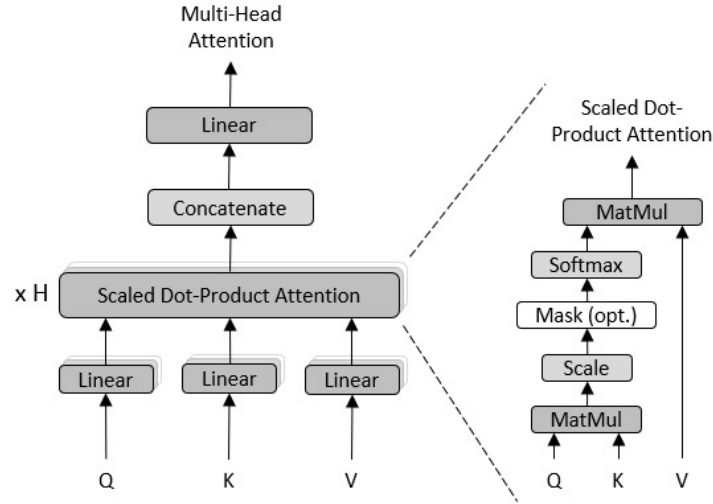 Multi-Head
Attention
Linear
Concatenate
x H
Scaled Dot-Product Attention
Linear
Linear
Linear
Q
K
V
Scaled Dot-
Product Attention
MatMul
Softmax
Mask (opt.)
Scale
MatMul
Q
K
V